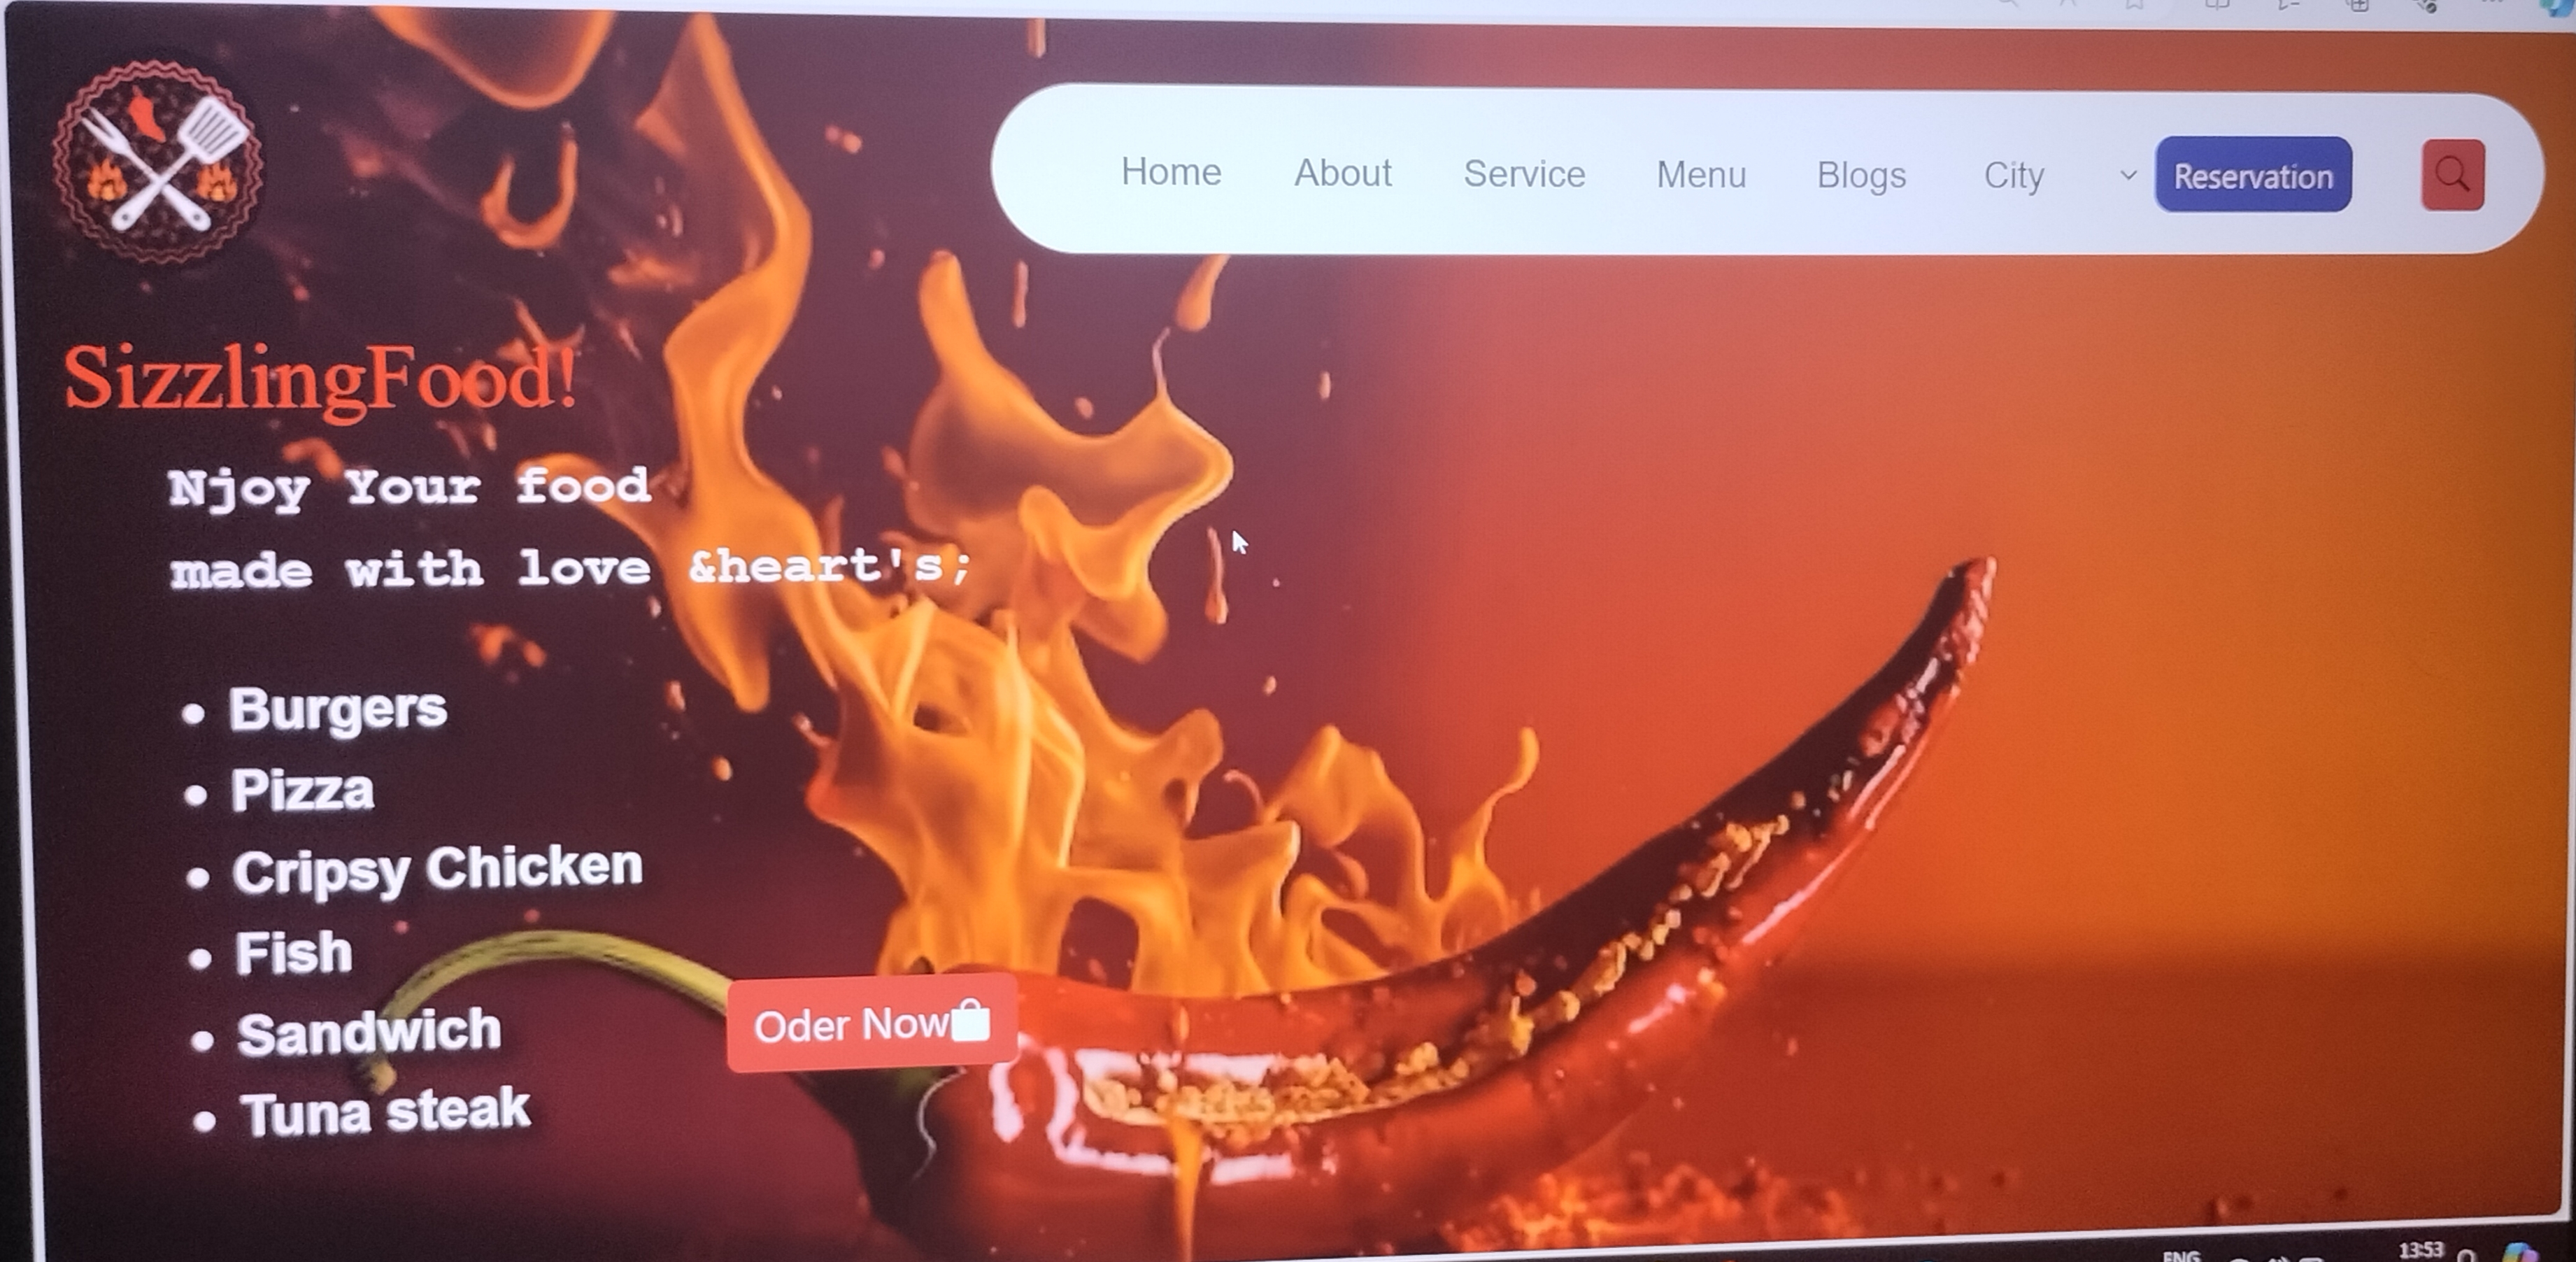 Home About Service Menu Blogs City Reservation
SizzlingFood!
Njoy Your food
made with love &heart's;
Burgers
Pizza
Cripsy Chicken
Fish
Sandwich
Tuna steak
Oder Now
ENG
13:53